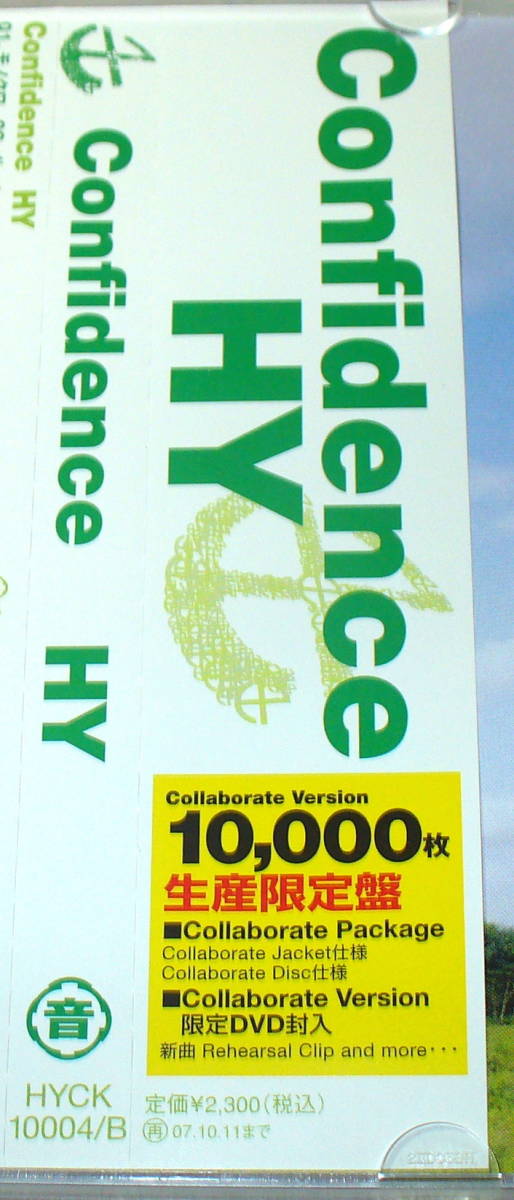 Confidence HY
Confidence HY
Confidence
HY
Collaborate Version
10,000枚
生産限定盤
■Collaborate Package
Collaborate Jacket仕様
Collaborate Disc仕様
■Collaborate Version
限定DVD封入
新曲 Rehearsal Clip and more・・・
定価¥2,300(税込)
再 07.10.11まで
音
HYCK
10004/B